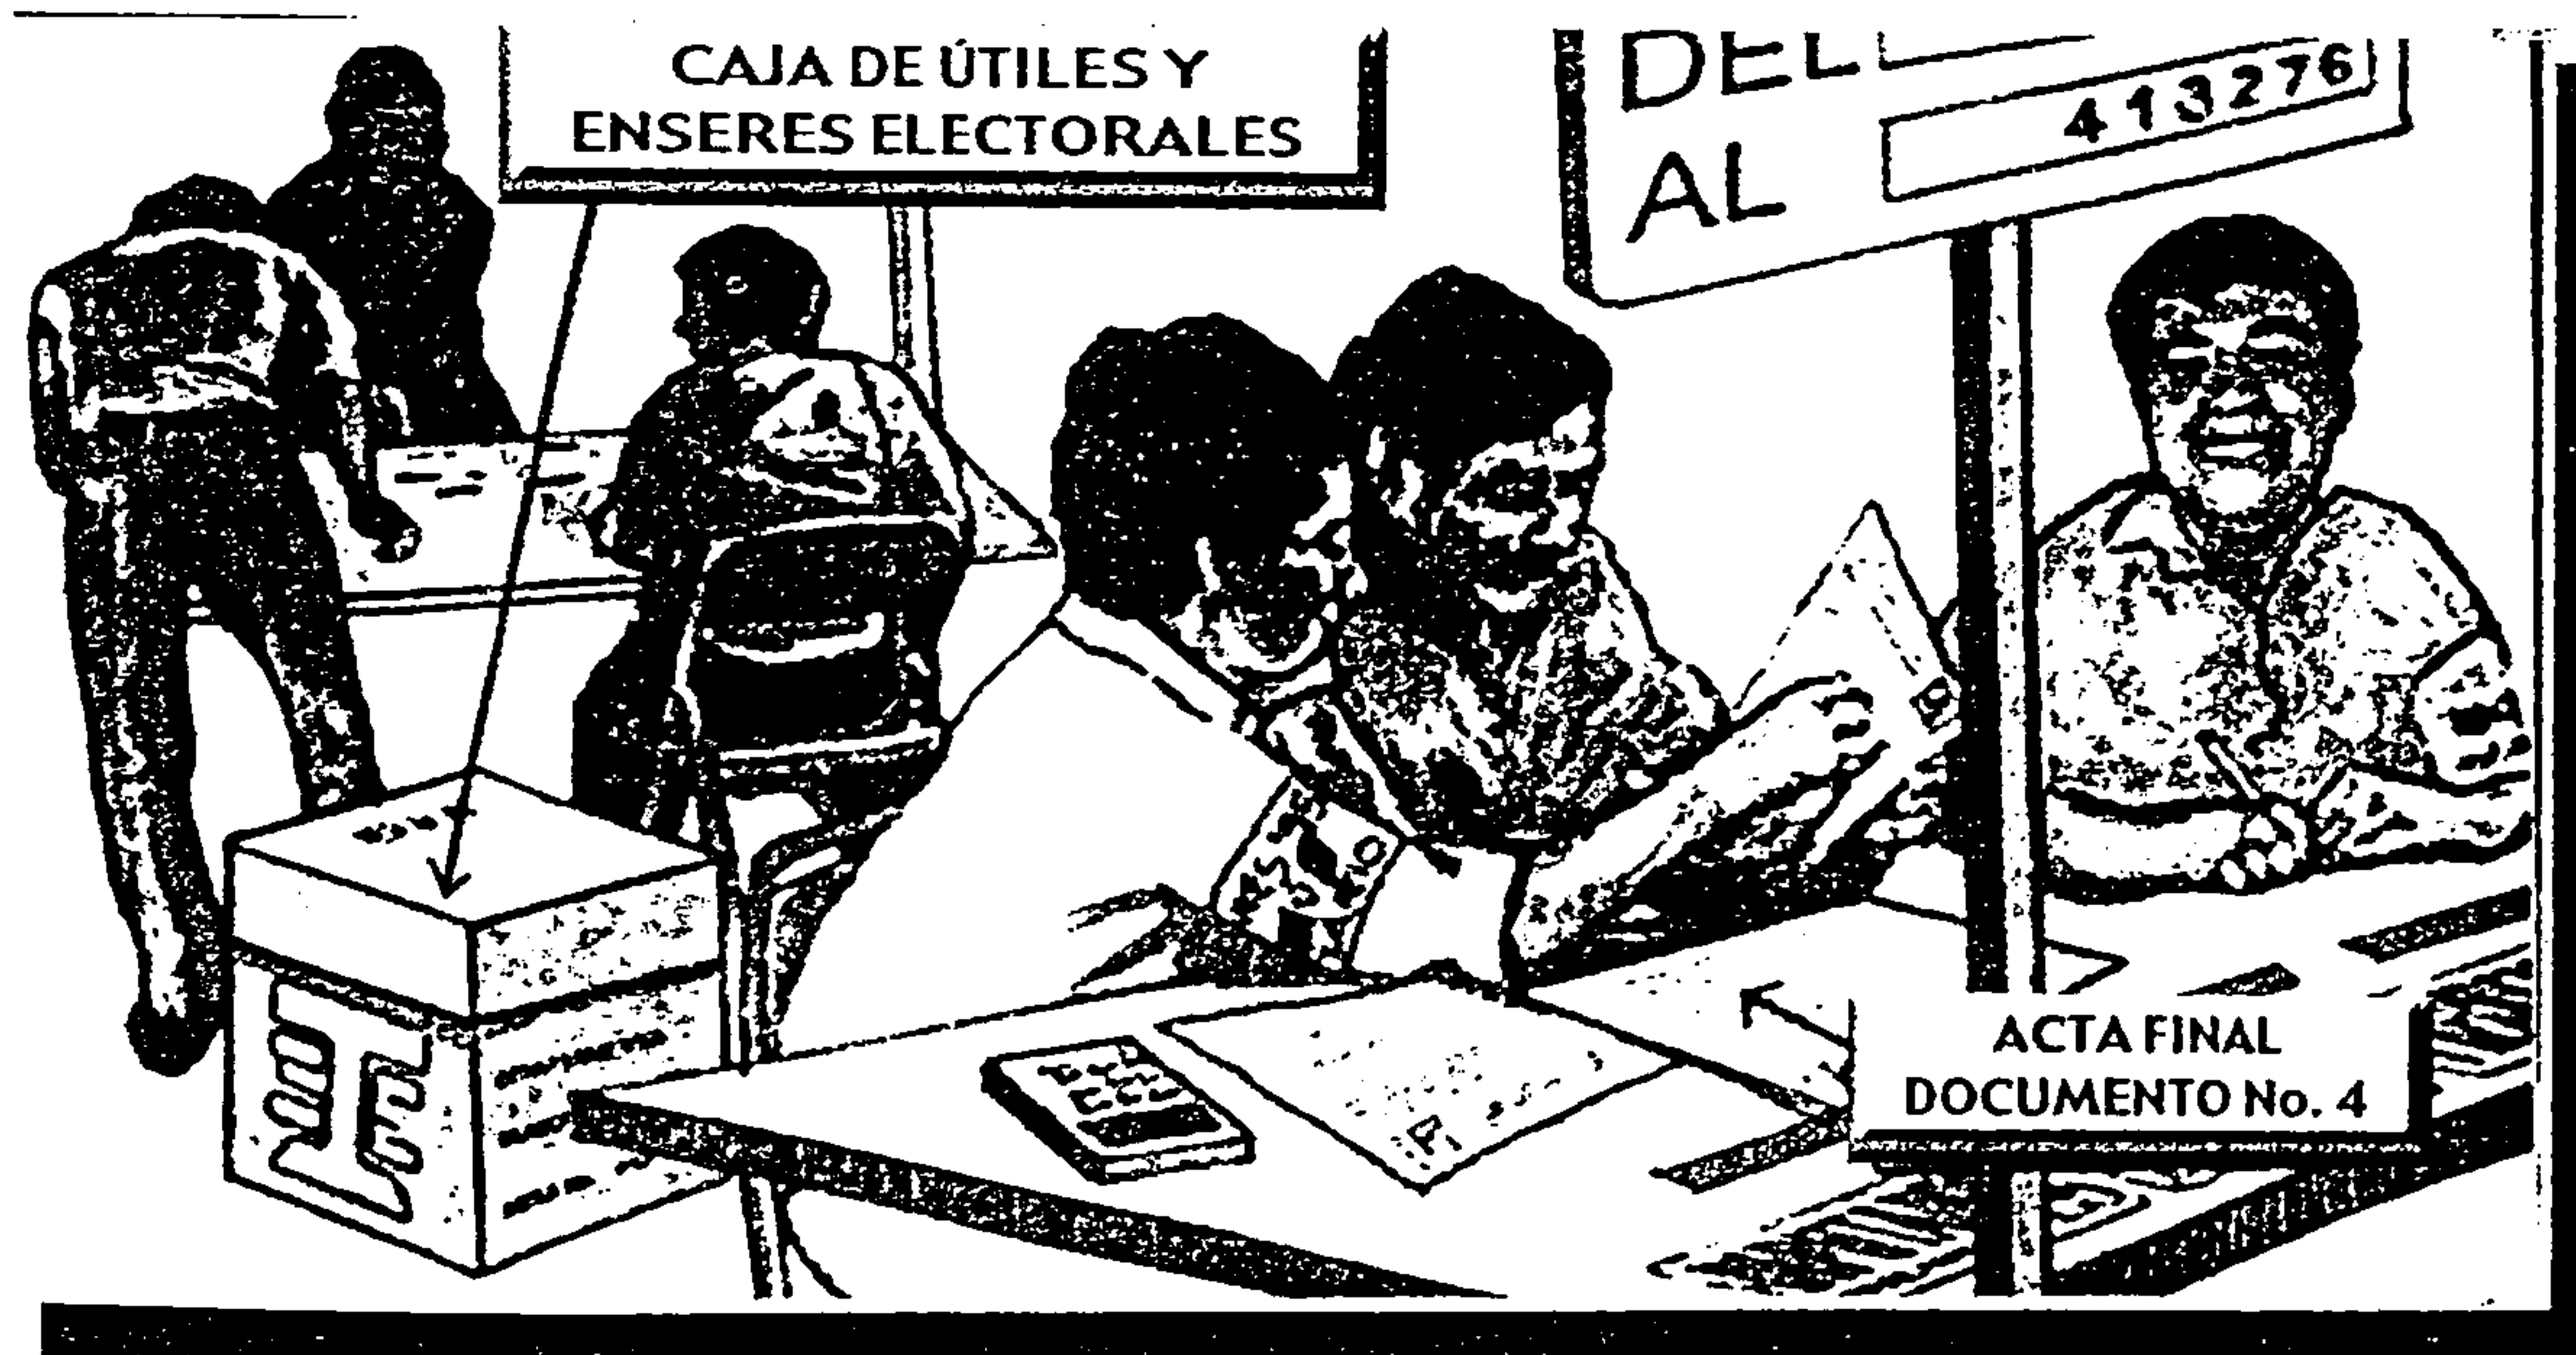 CAJA DE ÚTILES Y
ENSERES ELECTORALES
DEL
AL 413276
ACTA FINAL
DOCUMENTO No. 4